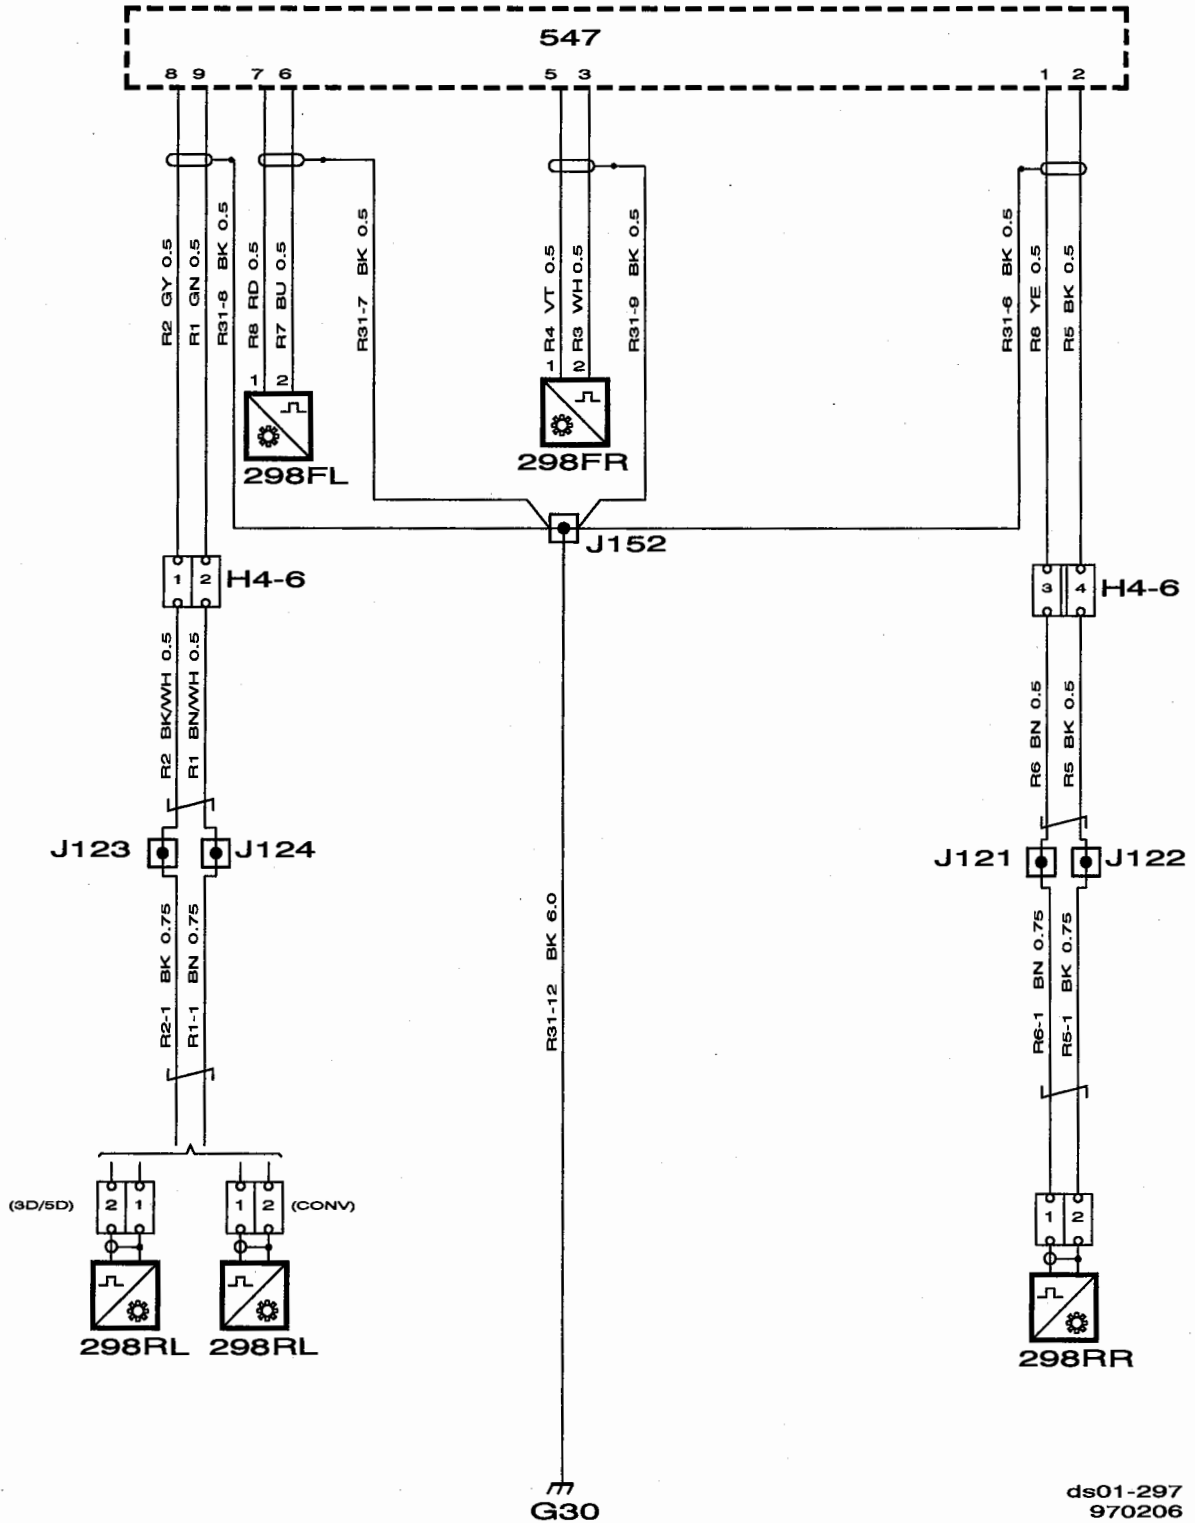 547
8 9 7 6 5 3 1 2
R2 GY 0.5
R1 GN 0.5
R31-8 BK 0.5
R8 RD 0.5
R7 BU 0.5
R31-7 BK 0.5
R4 VT 0.5
R3 WH 0.5
R31-9 BK 0.5
R31-6 BK 0.5
R6 YE 0.5
R5 BK 0.5
1 2
1 2
298FL
298FR
J152
1 2 H4-6
3 4 H4-6
R2 BK/WH 0.5
R1 BN/WH 0.5
R6 BN 0.5
R5 BK 0.5
J123
J124
J121
J122
R2-1 BK 0.75
R1-1 BN 0.75
R31-12 BK 6.0
R6-1 BN 0.75
R5-1 BK 0.75
(3D/5D) 2 1
1 2 (CONV)
1 2
298RL
298RL
298RR
G30
ds01-297
970206